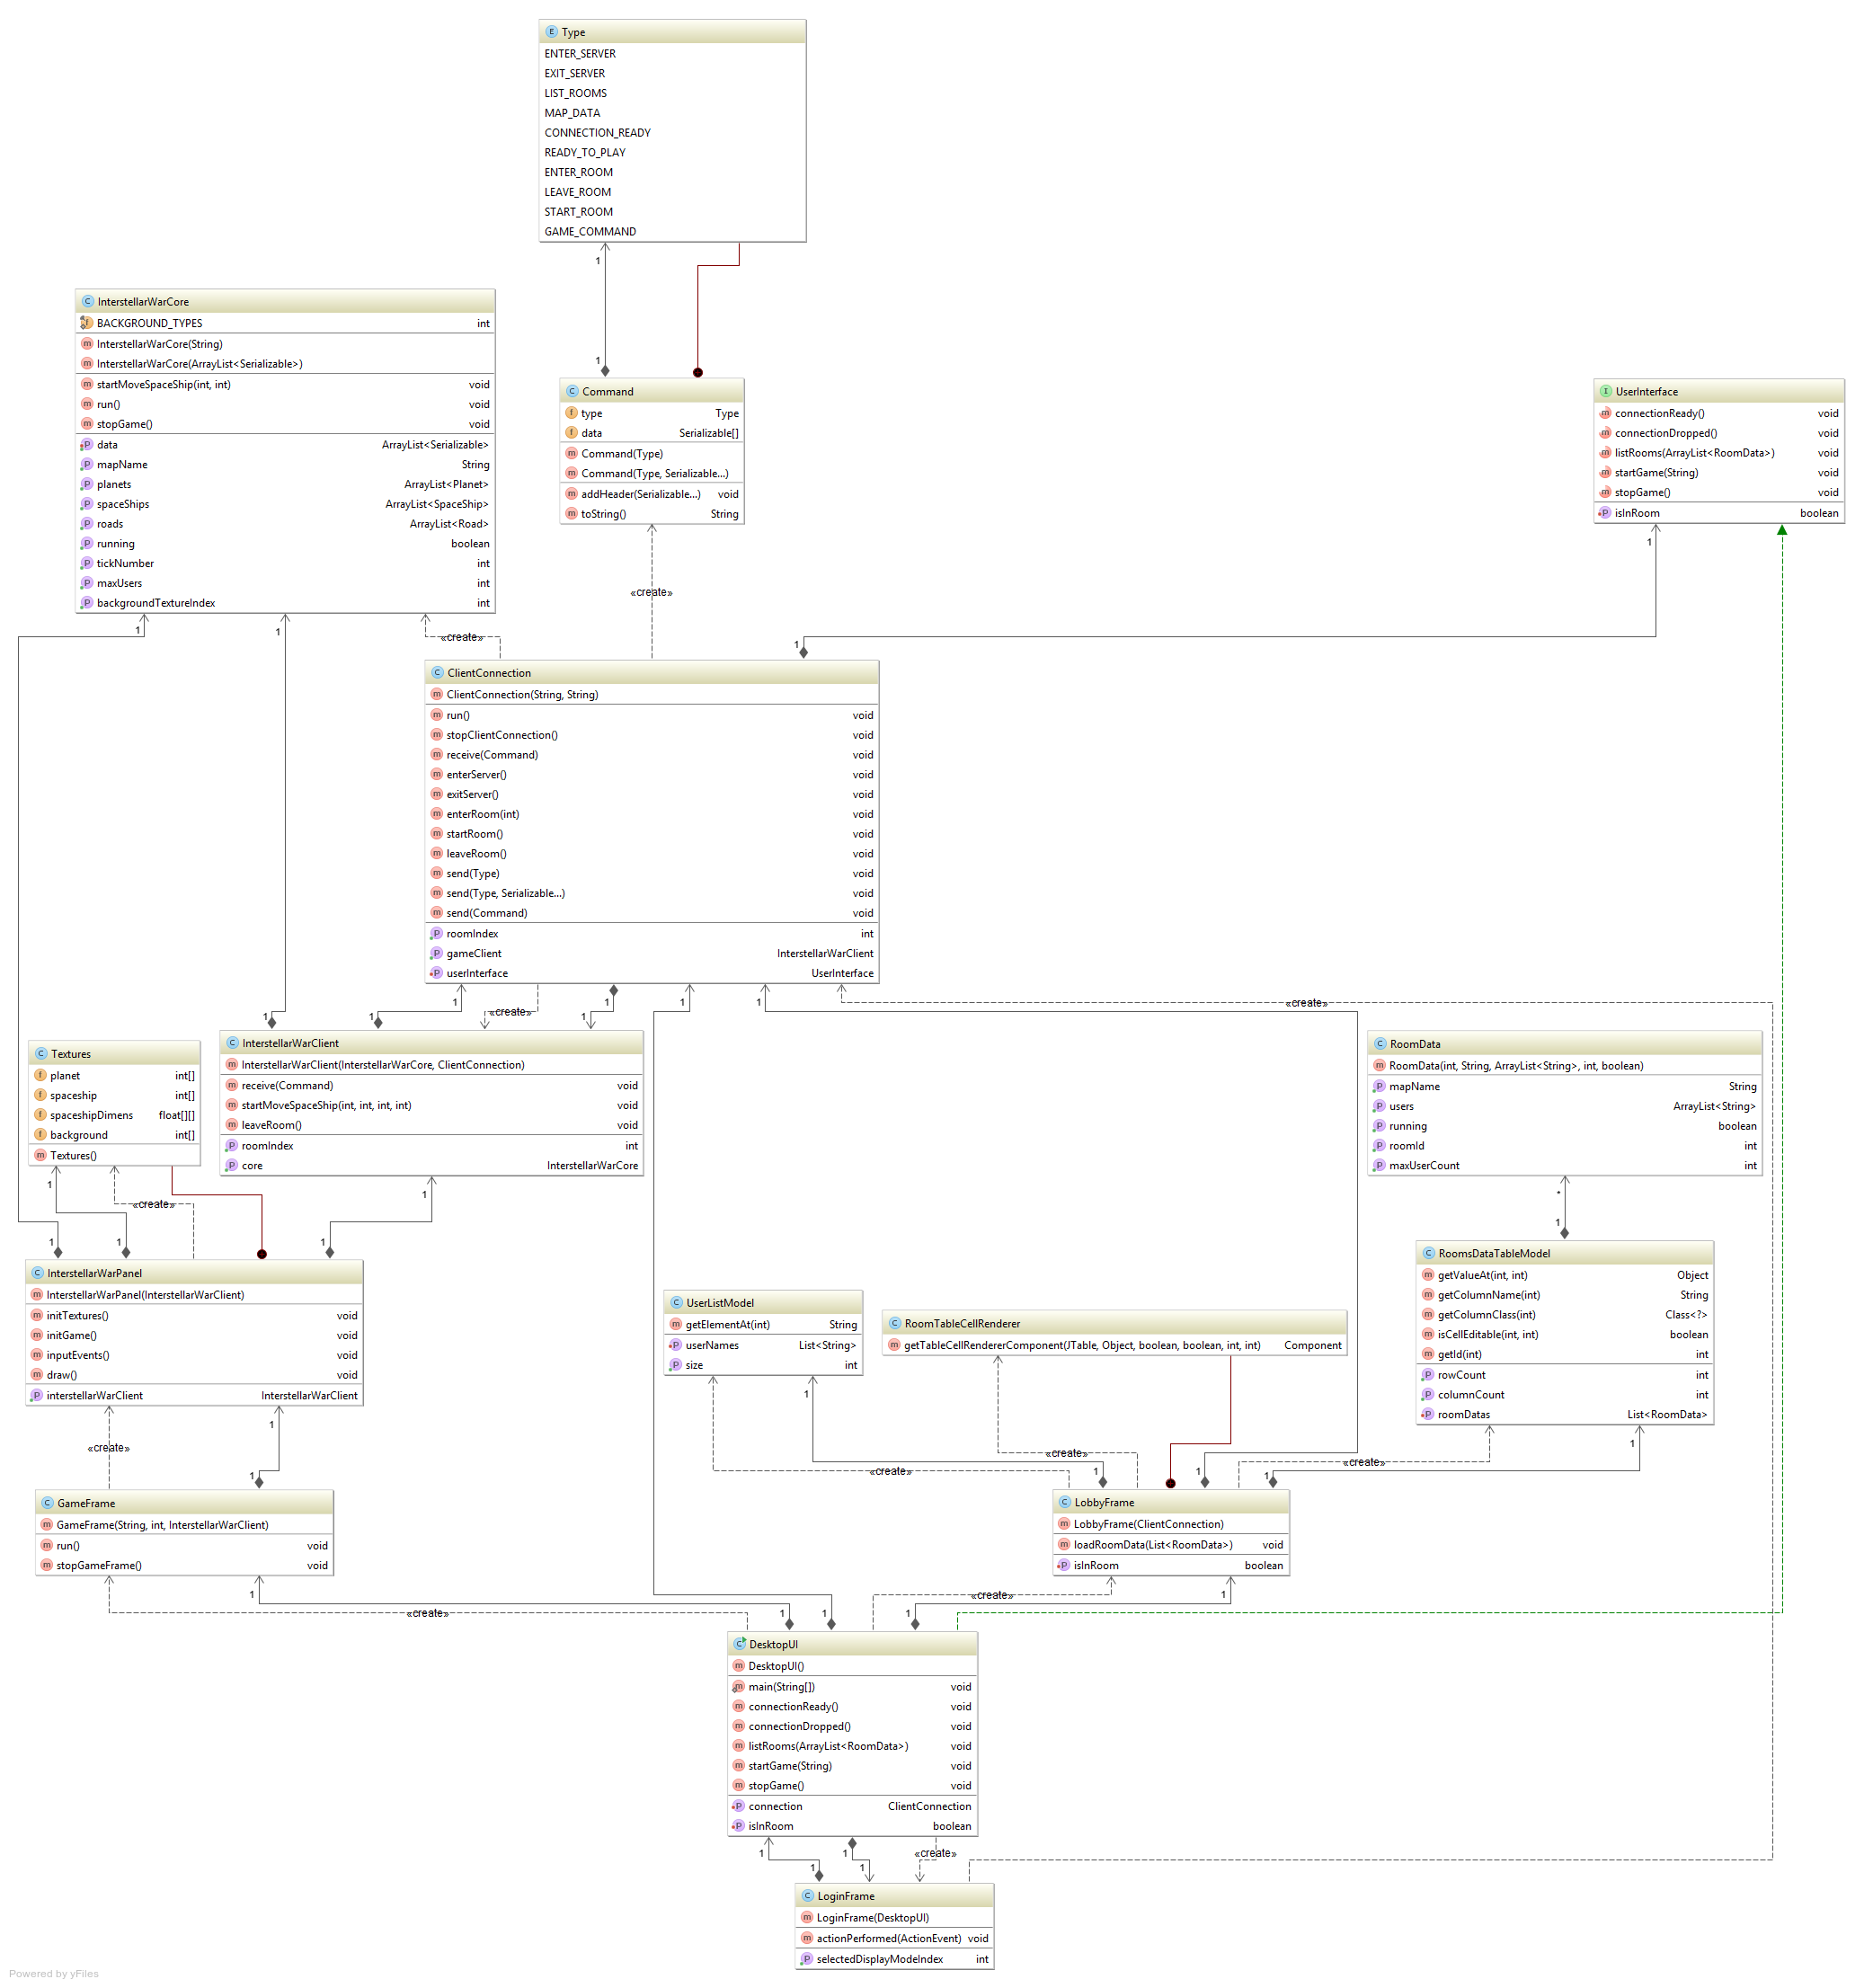 Type
ENTER_SERVER
EXIT_SERVER
LIST_ROOMS
MAP_DATA
CONNECTION_READY
READY_TO_PLAY
ENTER_ROOM
LEAVE_ROOM
START_ROOM
GAME_COMMAND
1
1
InterstellarWarCore
BACKGROUND_TYPES int
InterstellarWarCore(String)
InterstellarWarCore(ArrayList<Serializable>)
startMoveSpaceShip(int, int) void
run() void
stopGame() void
data ArrayList<Serializable>
mapName String
planets ArrayList<Planet>
spaceShips ArrayList<SpaceShip>
roads ArrayList<Road>
running boolean
tickNumber int
maxUsers int
backgroundTextureIndex int
Command
type Type
data Serializable[]
Command(Type)
Command(Type, Serializable...)
addHeader(Serializable...) void
toString() String
UserInterface
connectionReady() void
connectionDropped() void
listRooms(ArrayList<RoomData>) void
startGame(String) void
stopGame() void
isInRoom boolean
1
«create»
1
1
«create»
1
ClientConnection
ClientConnection(String, String)
run() void
stopClientConnection() void
receive(Command) void
enterServer() void
exitServer() void
enterRoom(int) void
startRoom() void
leaveRoom() void
send(Type) void
send(Type, Serializable...) void
send(Command) void
roomIndex int
gameClient InterstellarWarClient
userInterface UserInterface
1
1
1
1
«create»
1
1
1
1
«create»
InterstellarWarClient
InterstellarWarClient(InterstellarWarCore, ClientConnection)
receive(Command) void
startMoveSpaceShip(int, int, int, int) void
leaveRoom() void
roomIndex int
core InterstellarWarCore
Textures
planet int[]
spaceship int[]
spaceshipDimens float[][]
background int[]
Textures()
RoomData
RoomData(int, String, ArrayList<String>, int, boolean)
mapName String
users ArrayList<String>
running boolean
roomId int
maxUserCount int
1
1
«create»
1
1
1
*
1
InterstellarWarPanel
InterstellarWarPanel(InterstellarWarClient)
initTextures() void
initGame() void
inputEvents() void
draw() void
interstellarWarClient InterstellarWarClient
UserListModel
getElementAt(int) String
userNames List<String>
size int
RoomTableCellRenderer
getTableCellRendererComponent(JTable, Object, boolean, boolean, int, int) Component
RoomsDataTableModel
getValueAt(int, int) Object
getColumnName(int) String
getColumnClass(int) Class<?>
isCellEditable(int, int) boolean
getId(int) int
rowCount int
columnCount int
roomDatas List<RoomData>
1
«create»
1
1
«create»
«create»
1
1
«create»
1
1
GameFrame
GameFrame(String, int, InterstellarWarClient)
run() void
stopGameFrame() void
LobbyFrame
LobbyFrame(ClientConnection)
loadRoomData(List<RoomData>) void
isInRoom boolean
1
«create»
1
1
1
«create»
1
DesktopUI
DesktopUI()
main(String[]) void
connectionReady() void
connectionDropped() void
listRooms(ArrayList<RoomData>) void
startGame(String) void
stopGame() void
connection ClientConnection
isInRoom boolean
1
1
1
1
«create»
LoginFrame
LoginFrame(DesktopUI)
actionPerformed(ActionEvent) void
selectedDisplayModeIndex int
Powered by yFiles